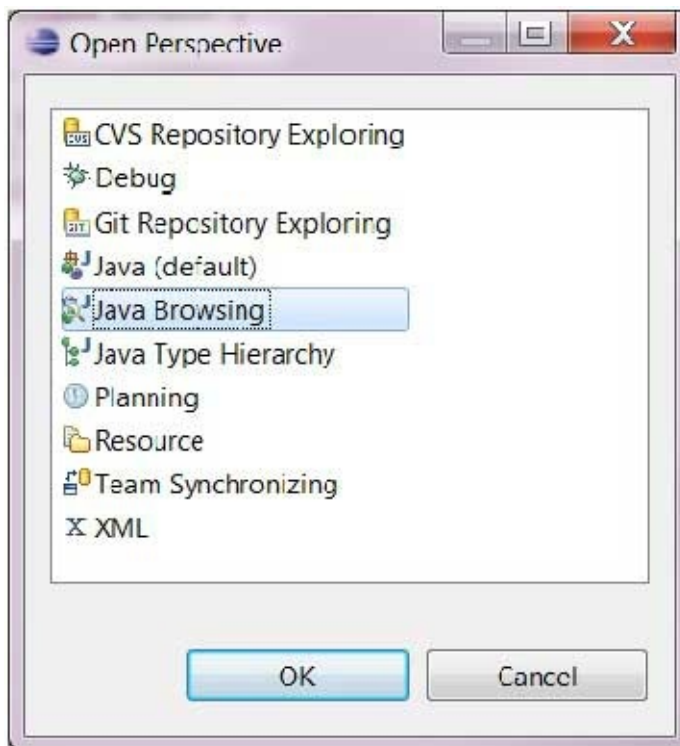 Open Perspective
CVS Repository Exploring
Debug
Git Repository Exploring
Java (default)
Java Browsing
Java Type Hierarchy
Planning
Resource
Team Synchronizing
X XML
OK
Cancel